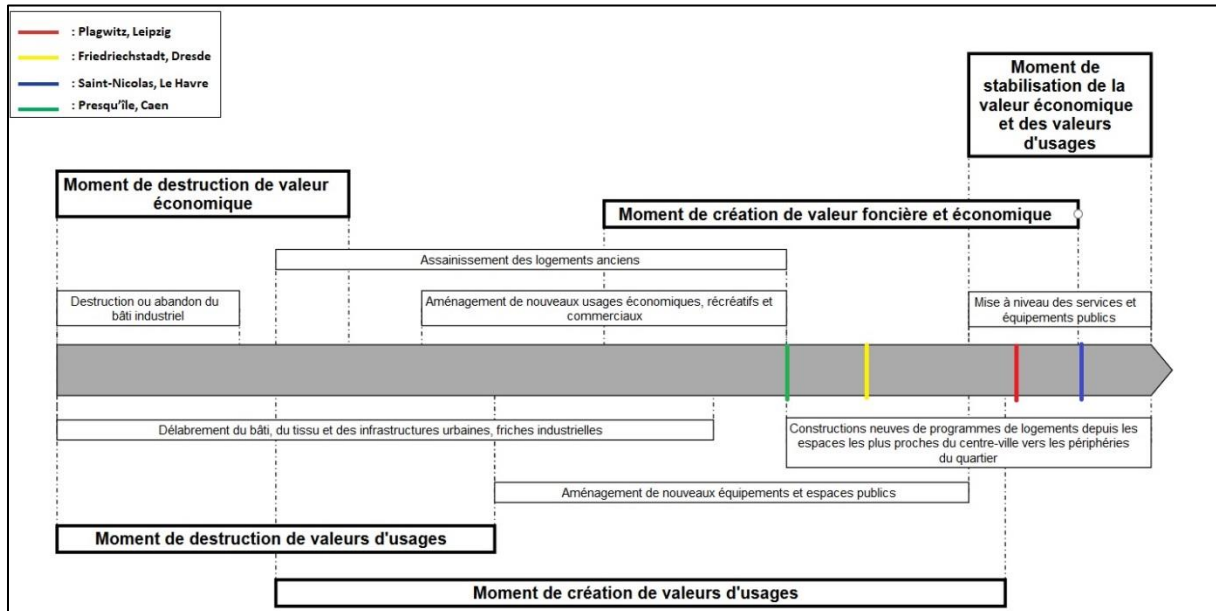 : Plagwitz, Leipzig
: Friedriechstadt, Dresde
: Saint-Nicolas, Le Havre
: Presqu'île, Caen
Moment de
stabilisation de la
valeur économique
et des valeurs
d'usages
Moment de destruction de valeur
économique
Moment de création de valeur foncière et économique
Assainissement des logements anciens
Destruction ou abandon du
bâti industriel
Aménagement de nouveaux usages économiques, récréatifs et
commerciaux
Mise à niveau des services et
équipements publics
Délabrement du bâti, du tissu et des infrastructures urbaines, friches industrielles
Constructions neuves de programmes de logements depuis les
espaces les plus proches du centre-ville vers les périphéries
du quartier
Aménagement de nouveaux équipements et espaces publics
Moment de destruction de valeurs d'usages
Moment de création de valeurs d'usages